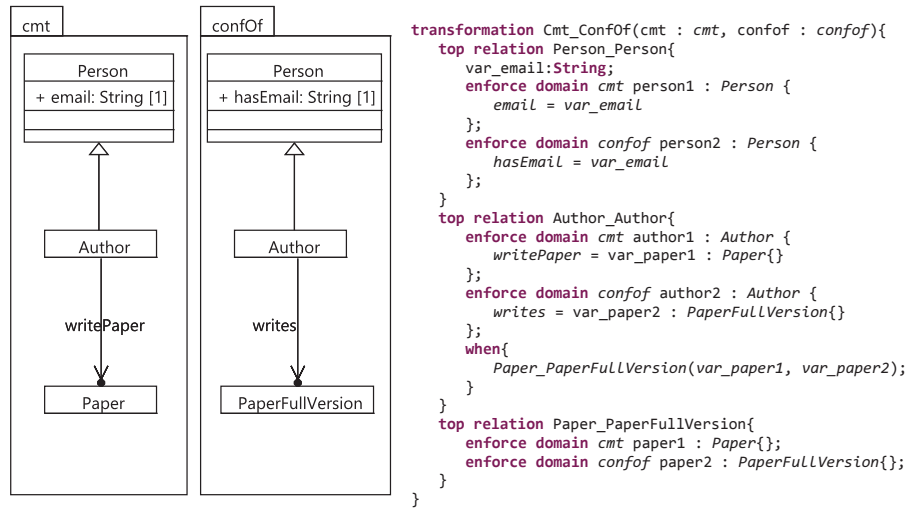 cmt
Person
+ email: String [1]
Author
writePaper
Paper
confOf
Person
+ hasEmail: String [1]
Author
writes
PaperFullVersion
transformation Cmt_ConfOf(cmt : cmt, confof : confof){
top relation Person_Person{
var_email:String;
enforce domain cmt person1 : Person {
email = var_email
};
enforce domain confof person2 : Person {
hasEmail = var_email
};
}
top relation Author_Author{
enforce domain cmt author1 : Author {
writePaper = var_paper1 : Paper{}
};
enforce domain confof author2 : Author {
writes = var_paper2 : PaperFullVersion{}
};
when{
Paper_PaperFullVersion(var_paper1, var_paper2);
}
}
top relation Paper_PaperFullVersion{
enforce domain cmt paper1 : Paper{};
enforce domain confof paper2 : PaperFullVersion{};
}
}